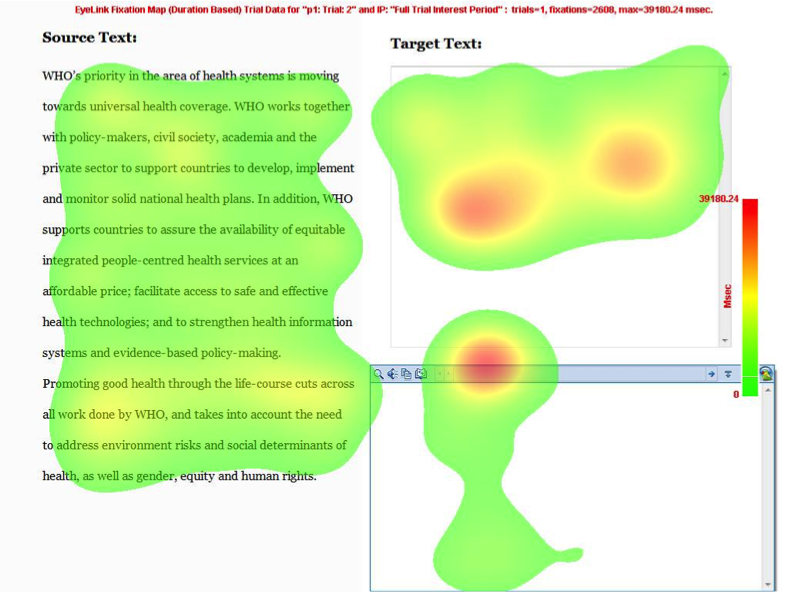 EyeLink Fixation Map (Duration Based) Trial Data for "p1: Trial: 2" and IP: "Full Trial Interest Period" : trials=1, fixations=2608, max=39180.24 msec.
Source Text:
WHO's priority in the area of health systems is moving
towards universal health coverage. WHO works together
with policy-makers, civil society, academia and the
private sector to support countries to develop, implement
and monitor solid national health plans. In addition, WHO
supports countries to assure the availability of equitable
integrated people-centred health services at an
affordable price; facilitate access to safe and effective
health technologies; and to strengthen health information
systems and evidence-based policy-making.
Promoting good health through the life-course cuts across
all work done by WHO, and takes into account the need
to address environment risks and social determinants of
health, as well as gender, equity and human rights.
Target Text:
39180.24
Msec
0